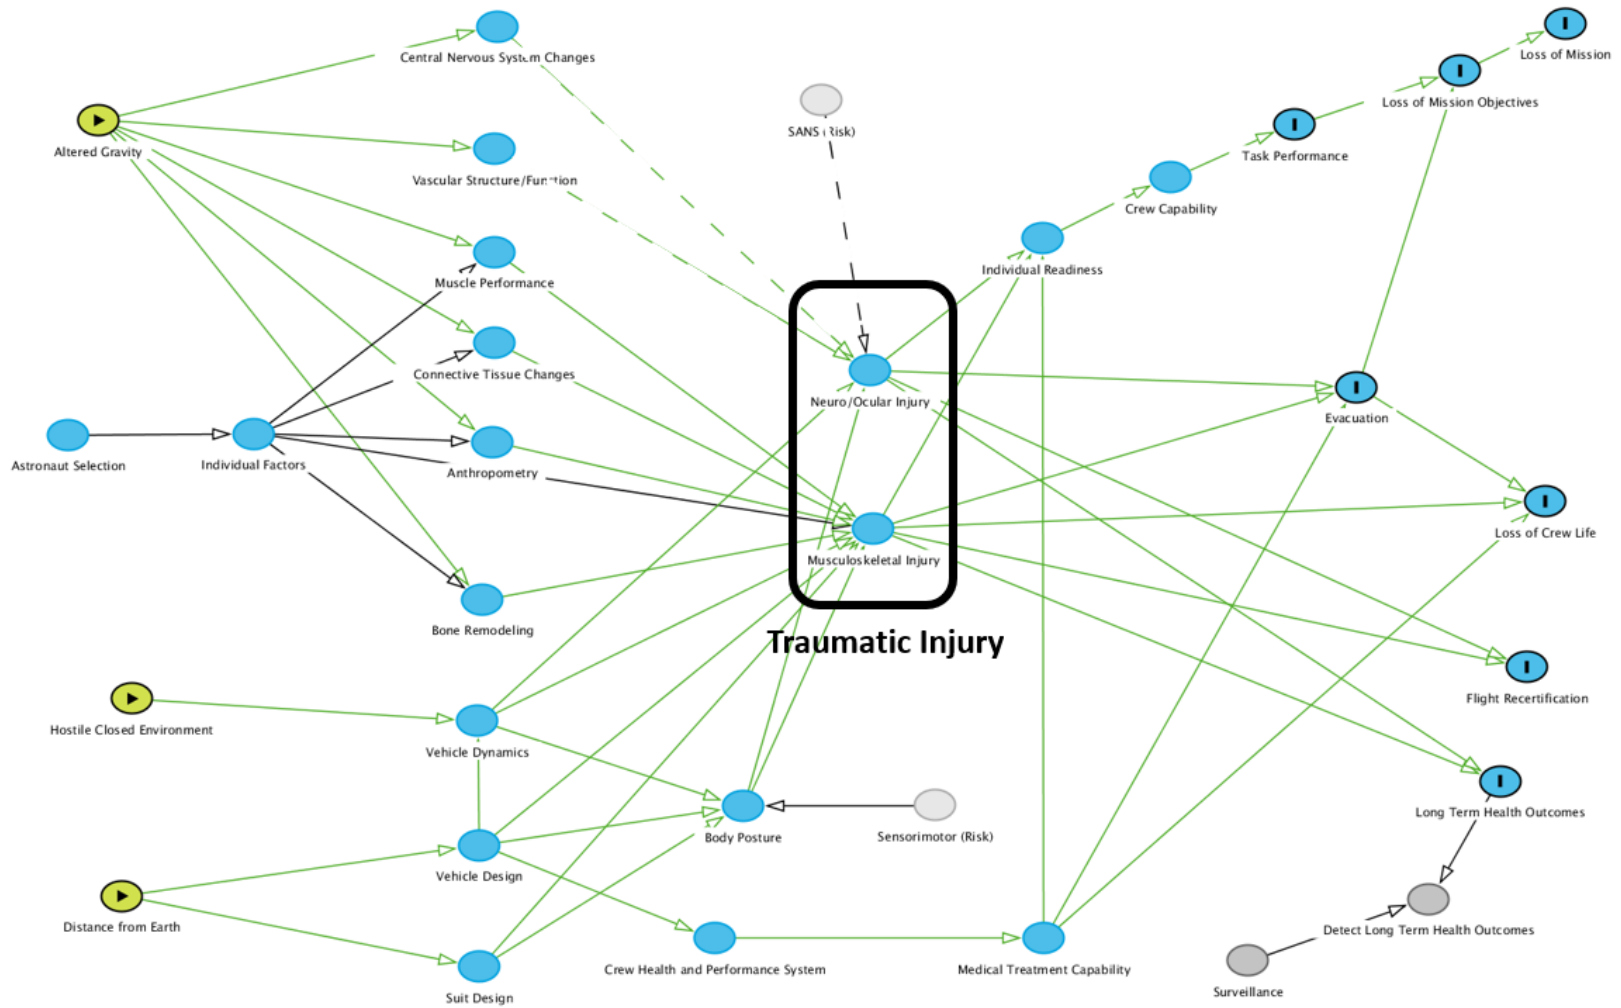 Loss of Mission
Central Nervous System Changes
Loss of Mission Objectives
SANS (Risk)
Altered Gravity
Task Performance
Vascular Structure/Function
Crew Capability
Individual Readiness
Muscle Performance
Connective Tissue Changes
Neuro/Ocular Injury
Evacuation
Astronaut Selection
Individual Factors
Anthropometry
Loss of Crew Life
Musculoskeletal Injury
Bone Remodeling
Traumatic Injury
Flight Recertification
Hostile Closed Environment
Vehicle Dynamics
Long Term Health Outcomes
Body Posture
Sensorimotor (Risk)
Vehicle Design
Distance from Earth
Detect Long Term Health Outcomes
Crew Health and Performance System
Medical Treatment Capability
Surveillance
Suit Design